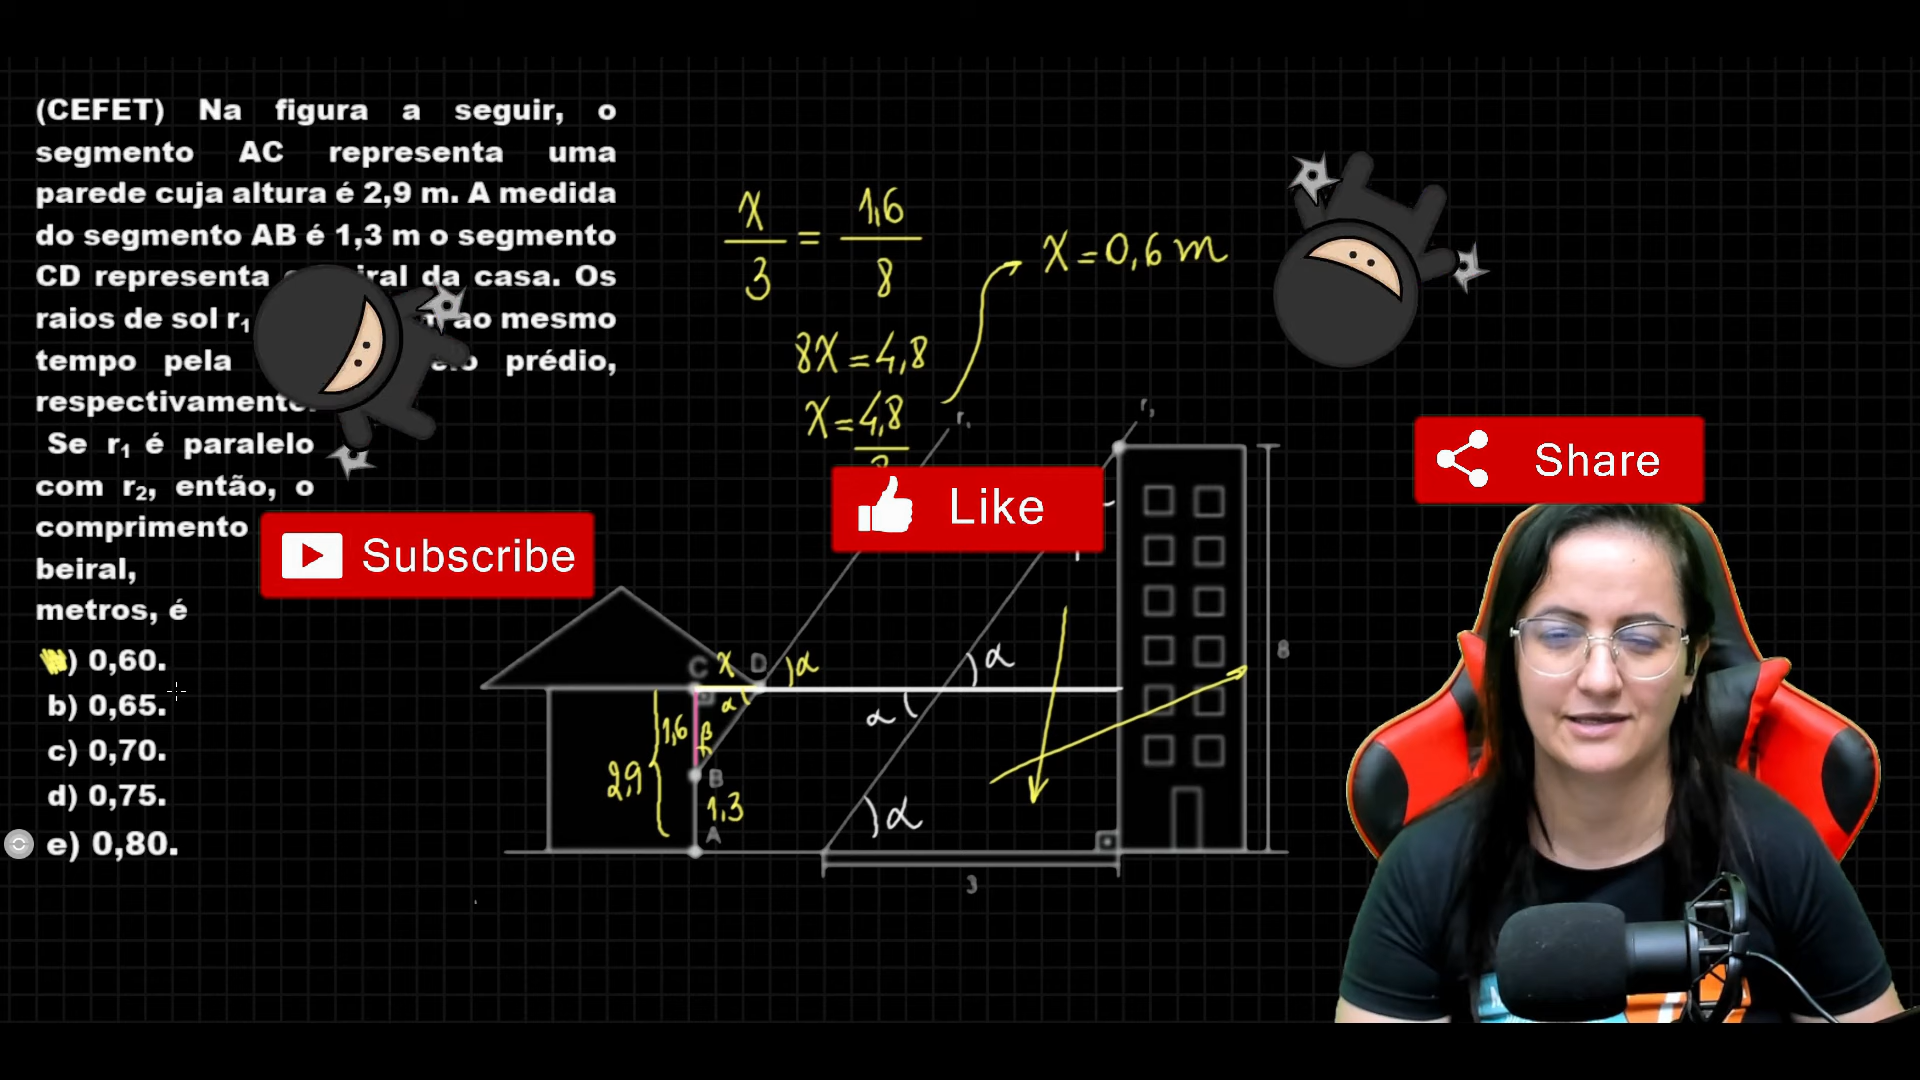 (CEFET) Na figura a seguir, o
segmento AC representa uma
parede cuja altura é 2,9 m. A medida
do segmento AB é 1,3 m o segmento
CD representa da casa. Os
raios de sol r₁ ao mesmo
tempo pela prédio,
respectivamente.
Se r₁ é paralelo
com r₂, então, o
comprimento
beiral,
metros, é
a) 0,60.
b) 0,65.
c) 0,70.
d) 0,75.
e) 0,80.
x/3 = 1,6/8
8x = 4,8
x = 4,8
x = 0,6 m
Subscribe
Like
Share
C x D α
α
α
α
1,6 β
2,9
B
1,3
A
α
3
8